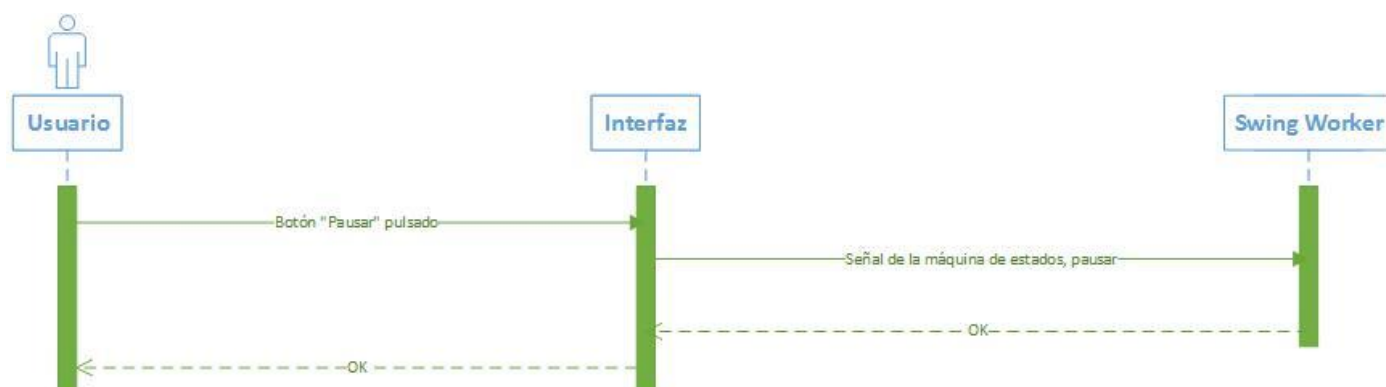 Usuario
Interfaz
Swing Worker
Botón "Pausar" pulsado
Señal de la máquina de estados, pausar
OK
OK